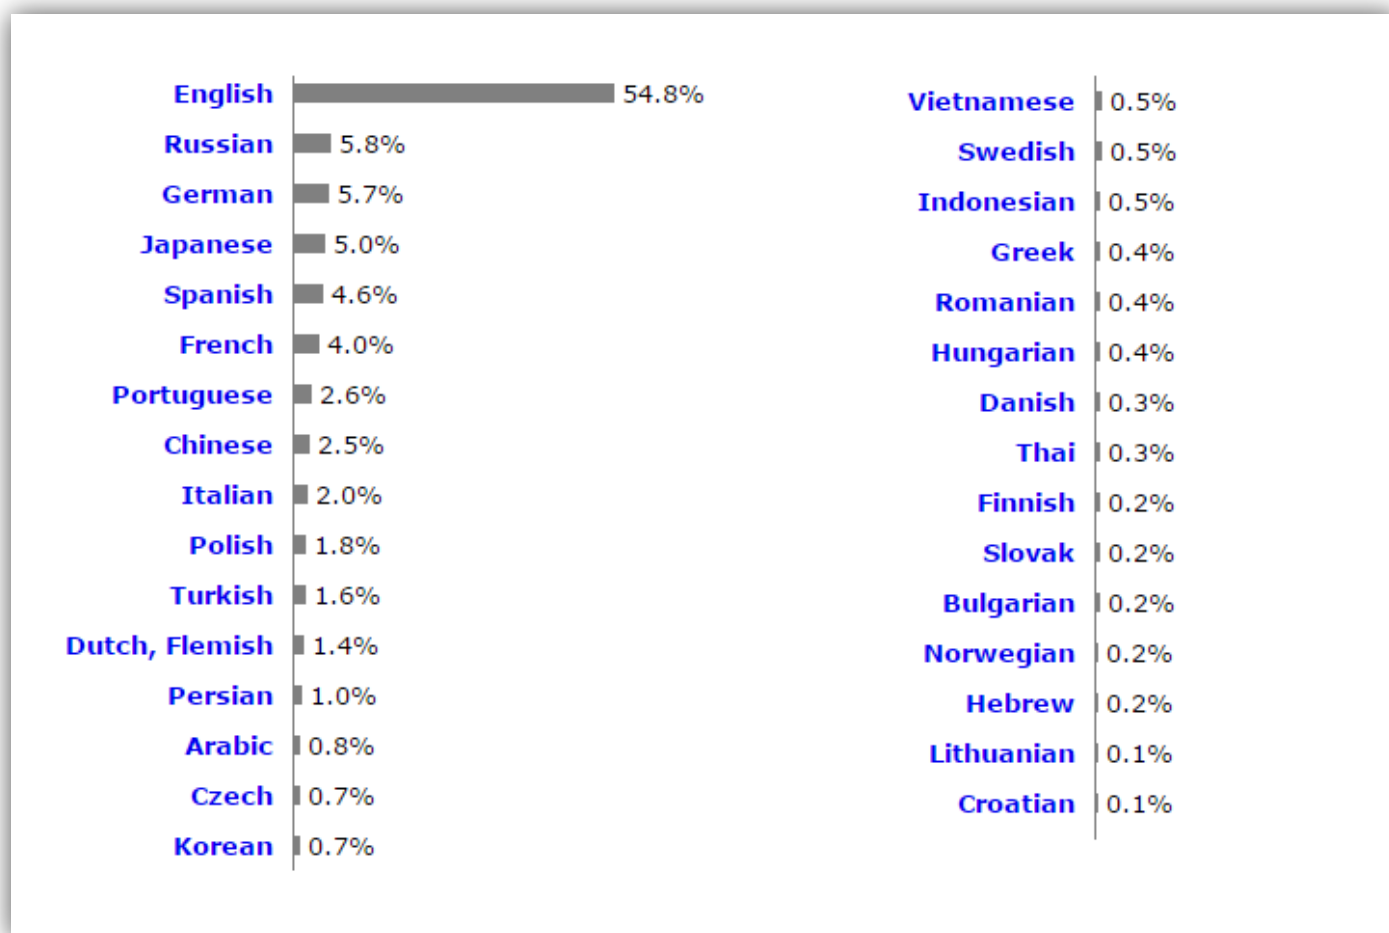 English 54.8%
Russian 5.8%
German 5.7%
Japanese 5.0%
Spanish 4.6%
French 4.0%
Portuguese 2.6%
Chinese 2.5%
Italian 2.0%
Polish 1.8%
Turkish 1.6%
Dutch, Flemish 1.4%
Persian 1.0%
Arabic 0.8%
Czech 0.7%
Korean 0.7%
Vietnamese 0.5%
Swedish 0.5%
Indonesian 0.5%
Greek 0.4%
Romanian 0.4%
Hungarian 0.4%
Danish 0.3%
Thai 0.3%
Finnish 0.2%
Slovak 0.2%
Bulgarian 0.2%
Norwegian 0.2%
Hebrew 0.2%
Lithuanian 0.1%
Croatian 0.1%